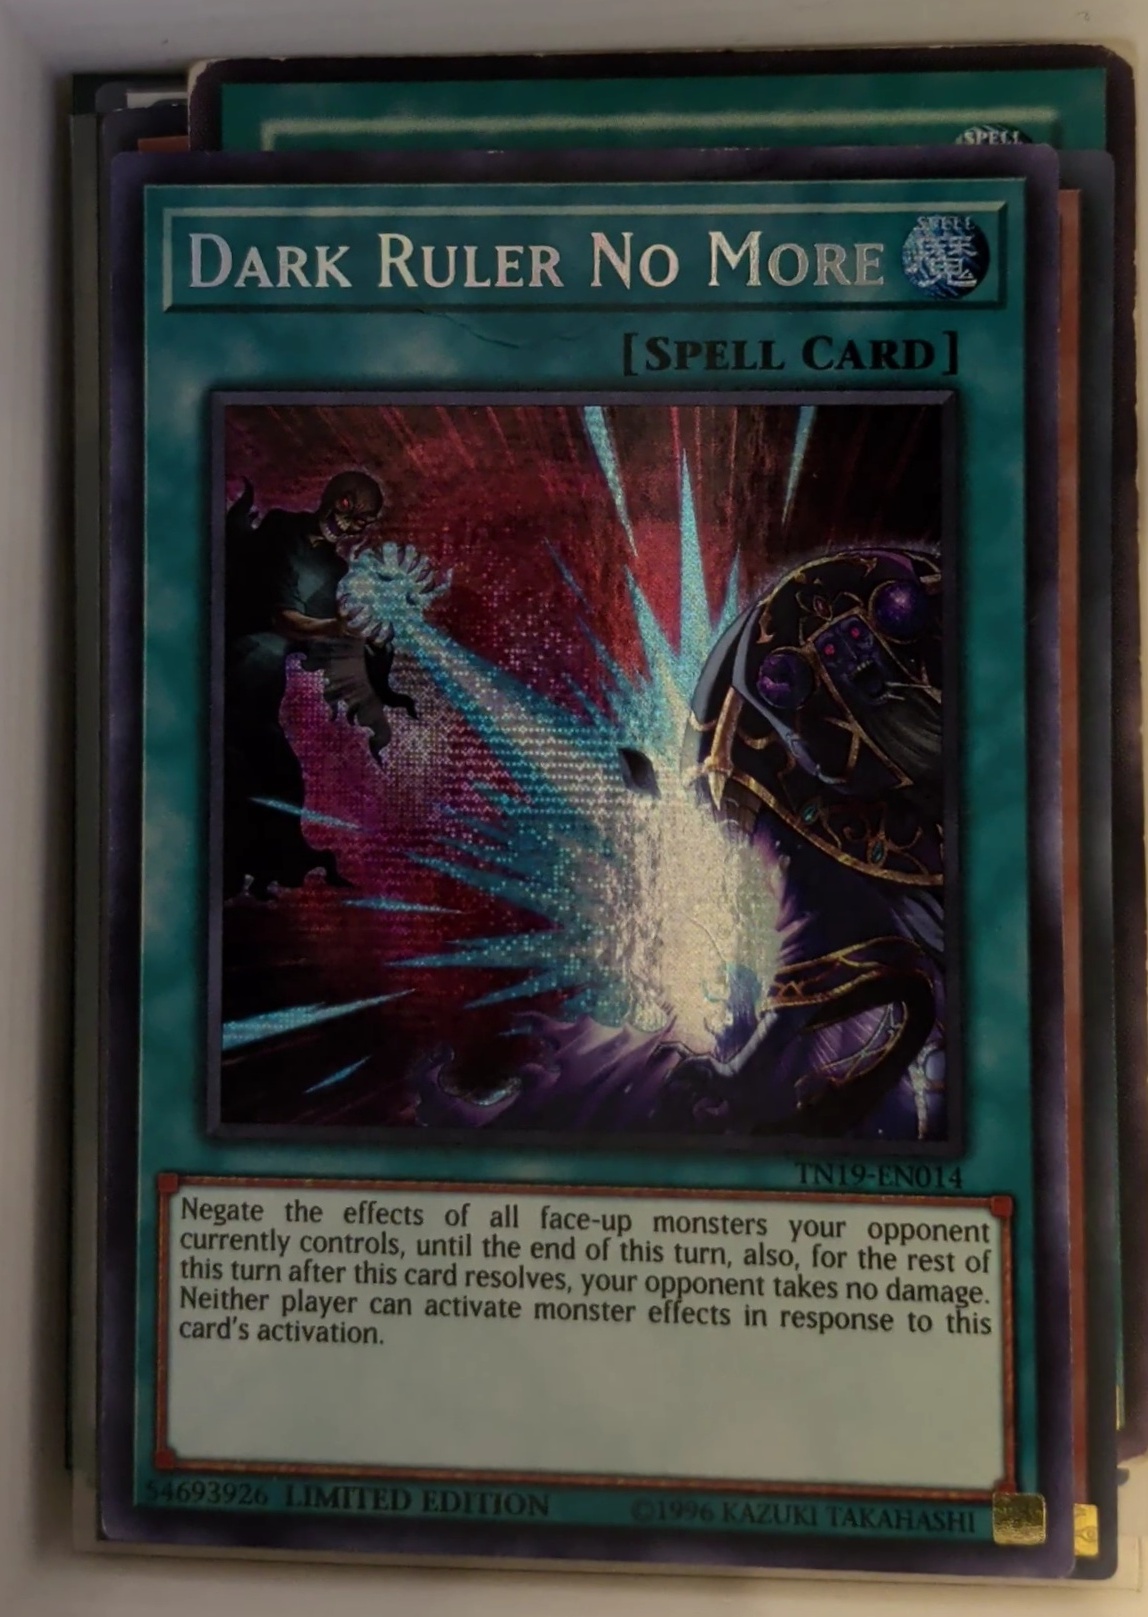 SPELL
DARK RULER NO MORE
SPELL
魔
[SPELL CARD]
TN19-EN014
Negate the effects of all face-up monsters your opponent
currently controls, until the end of this turn, also, for the rest of
this turn after this card resolves, your opponent takes no damage.
Neither player can activate monster effects in response to this
card's activation.
54693926 LIMITED EDITION
©1996 KAZUKI TAKAHASHI